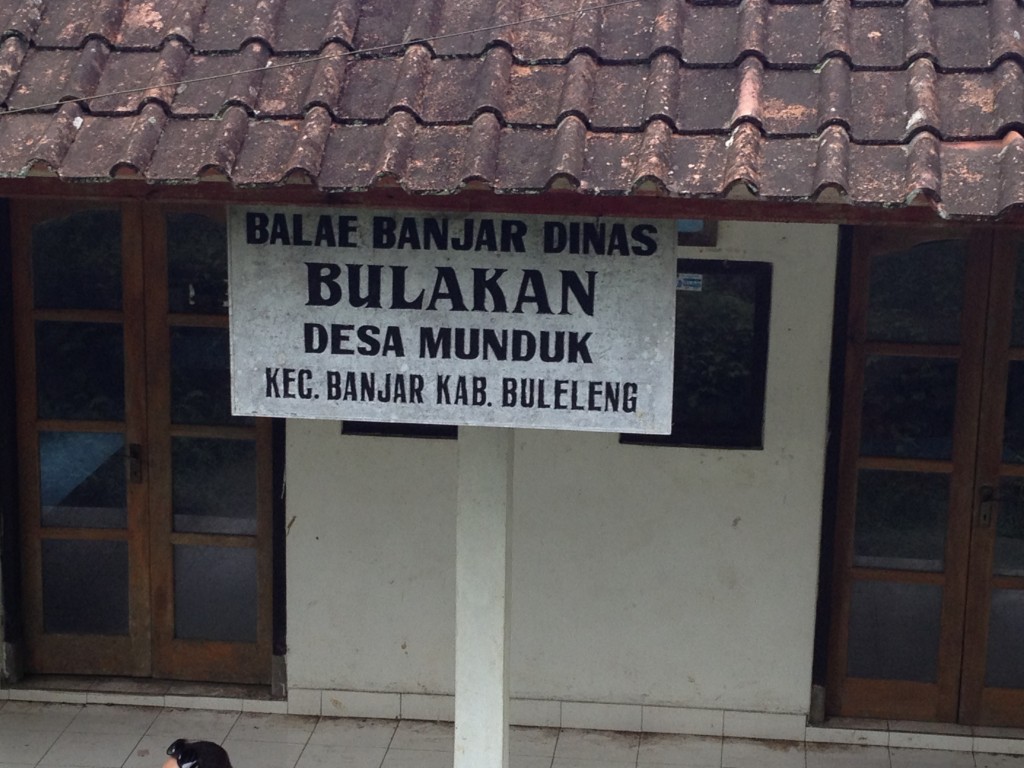 BALAE BANJAR DINAS
BULAKAN
DESA MUNDUK
KEC. BANJAR KAB. BULELENG